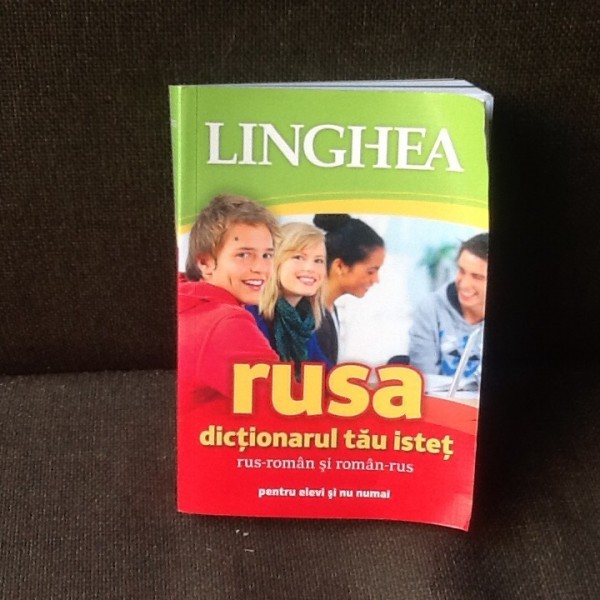 LINGHEA
rusa
dicționarul tău isteț
rus-român și român-rus
pentru elevi și nu numai